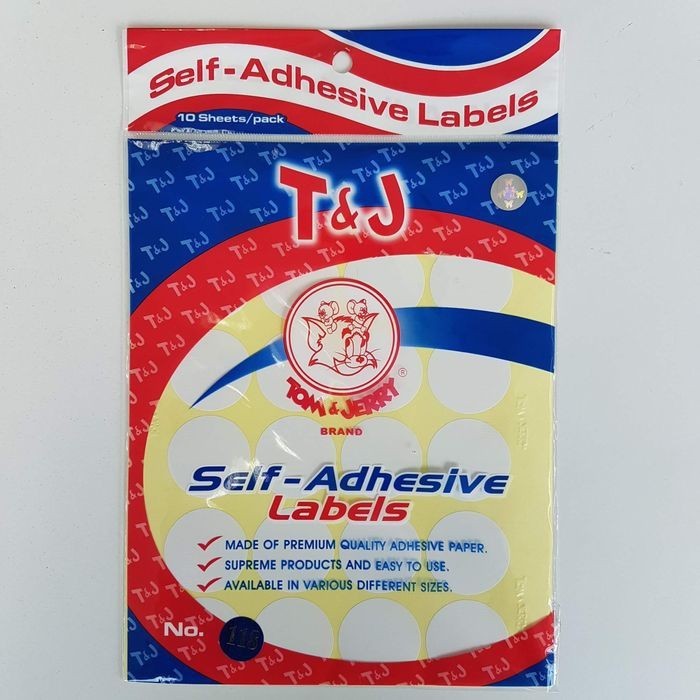 Self-Adhesive Labels
10 Sheets/pack
T&J
TOM & JERRY ®
BRAND
Self-Adhesive
Labels
MADE OF PREMIUM QUALITY ADHESIVE PAPER.
SUPREME PRODUCTS AND EASY TO USE.
AVAILABLE IN VARIOUS DIFFERENT SIZES.
No.